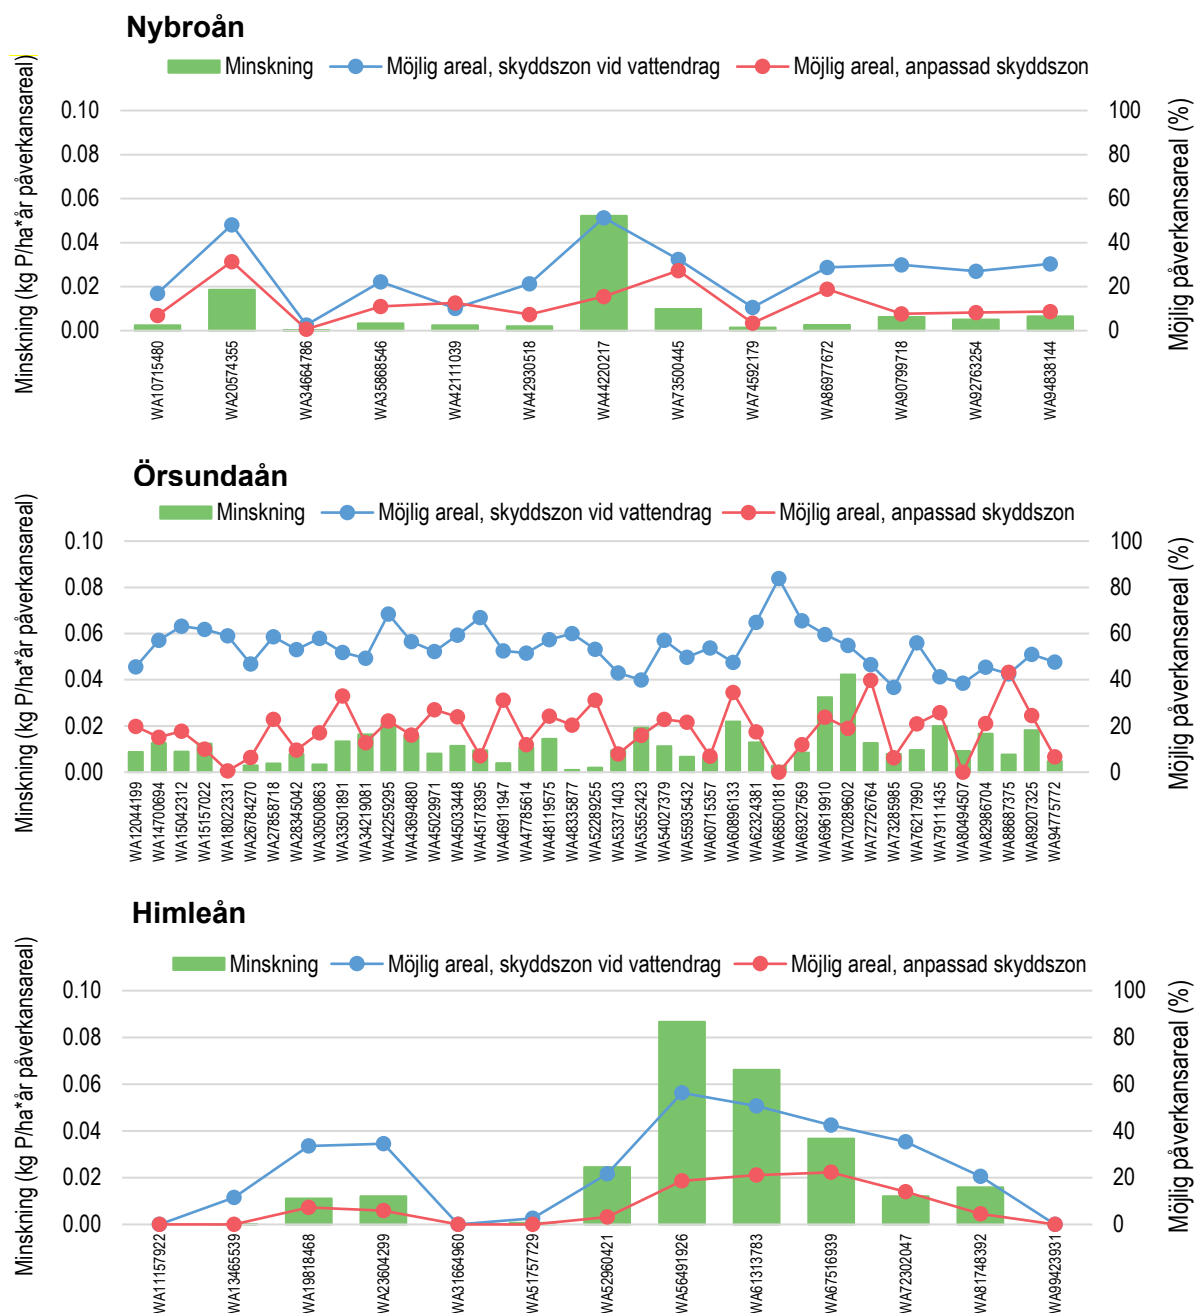 Nybroån
Minskning
Möjlig areal, skyddszon vid vattendrag
Möjlig areal, anpassad skyddszon
Minskning (kg P/ha*år påverkansareal)
Möjlig påverkansareal (%)
0.10 100
0.08 80
0.06 60
0.04 40
0.02 20
0.00 0
WA10715480
WA20574355
WA34664786
WA35868546
WA42111039
WA42930518
WA44220217
WA73500445
WA74592179
WA86977672
WA90799718
WA92763254
WA94838144
Örsundaån
Minskning
Möjlig areal, skyddszon vid vattendrag
Möjlig areal, anpassad skyddszon
Minskning (kg P/ha*år påverkansareal)
Möjlig påverkansareal (%)
0.10 100
0.08 80
0.06 60
0.04 40
0.02 20
0.00 0
WA12044199
WA14700694
WA15042312
WA15157022
WA18022331
WA26784270
WA27858718
WA28345042
WA30500863
WA33501891
WA34219081
WA42259295
WA43694880
WA45029971
WA45033448
WA45178395
WA46911947
WA47785614
WA48119575
WA48335877
WA52289255
WA53371403
WA53552423
WA54027379
WA55935432
WA60715357
WA60896133
WA62324381
WA68500181
WA69327569
WA69619910
WA70289602
WA72726764
WA73285985
WA76217990
WA79111435
WA80494507
WA82986704
WA88687375
WA89207325
WA94775772
Himleån
Minskning
Möjlig areal, skyddszon vid vattendrag
Möjlig areal, anpassad skyddszon
Minskning (kg P/ha*år påverkansareal)
Möjlig påverkansareal (%)
0.10 100
0.08 80
0.06 60
0.04 40
0.02 20
0.00 0
WA11157922
WA13465539
WA19818468
WA23604299
WA31664960
WA51757729
WA52960421
WA56491926
WA61313783
WA67516939
WA72302047
WA81748392
WA99423931